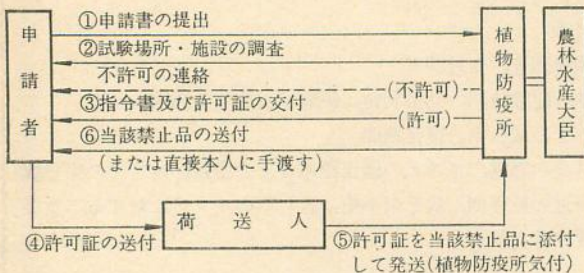 ①申請書の提出
②試験場所・施設の調査
不許可の連絡
(不許可)
③指令書及び許可証の交付
(許可)
⑥当該禁止品の送付
(または直接本人に手渡す)
申請者
植物防疫所
農林水産大臣
荷送人
④許可証の送付
⑤許可証を当該禁止品に添付
して発送(植物防疫所気付)